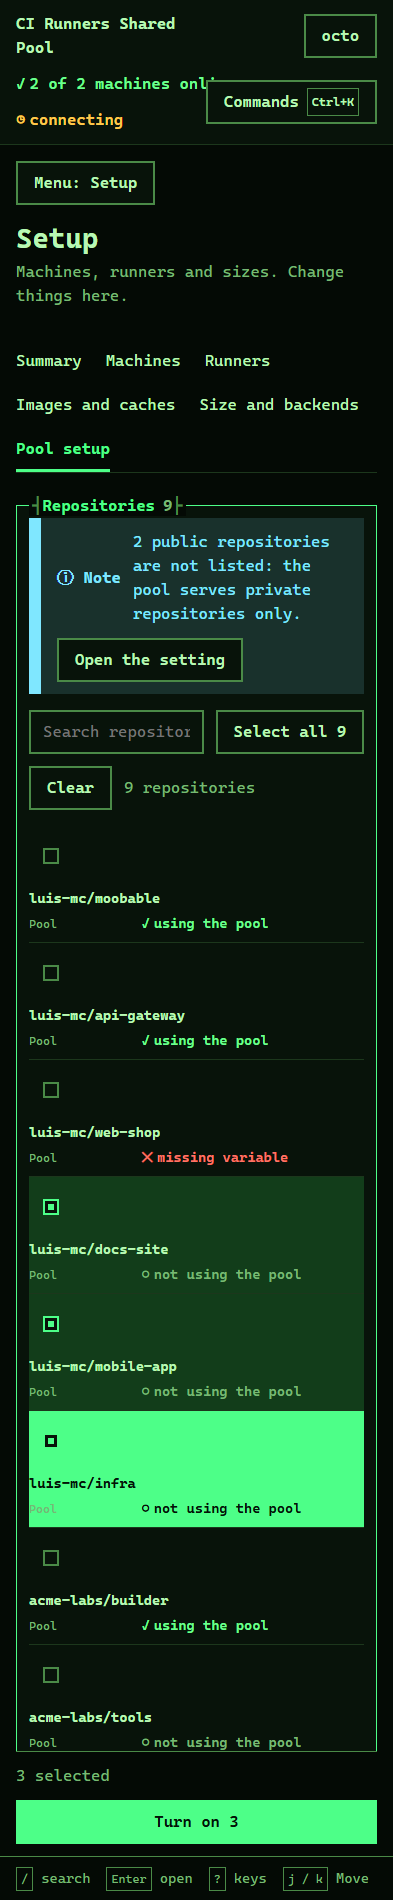 CI Runners Shared
Pool
octo
✓ 2 of 2 machines onli
Commands Ctrl+K
connecting
Menu: Setup
Setup
Machines, runners and sizes. Change
things here.
Summary Machines Runners
Images and caches Size and backends
Pool setup
Repositories 9
2 public repositories
are not listed: the
ⓘ Note
pool serves private
repositories only.
Open the setting
Search repositor
Select all 9
Clear
9 repositories
luis-mc/moobable
Pool ✓ using the pool
luis-mc/api-gateway
Pool ✓ using the pool
luis-mc/web-shop
Pool ✕ missing variable
luis-mc/docs-site
Pool ○ not using the pool
luis-mc/mobile-app
Pool ○ not using the pool
luis-mc/infra
Pool ○ not using the pool
acme-labs/builder
Pool ✓ using the pool
acme-labs/tools
Pool ○ not using the pool
3 selected
Turn on 3
/ search Enter open ? keys j / k Move